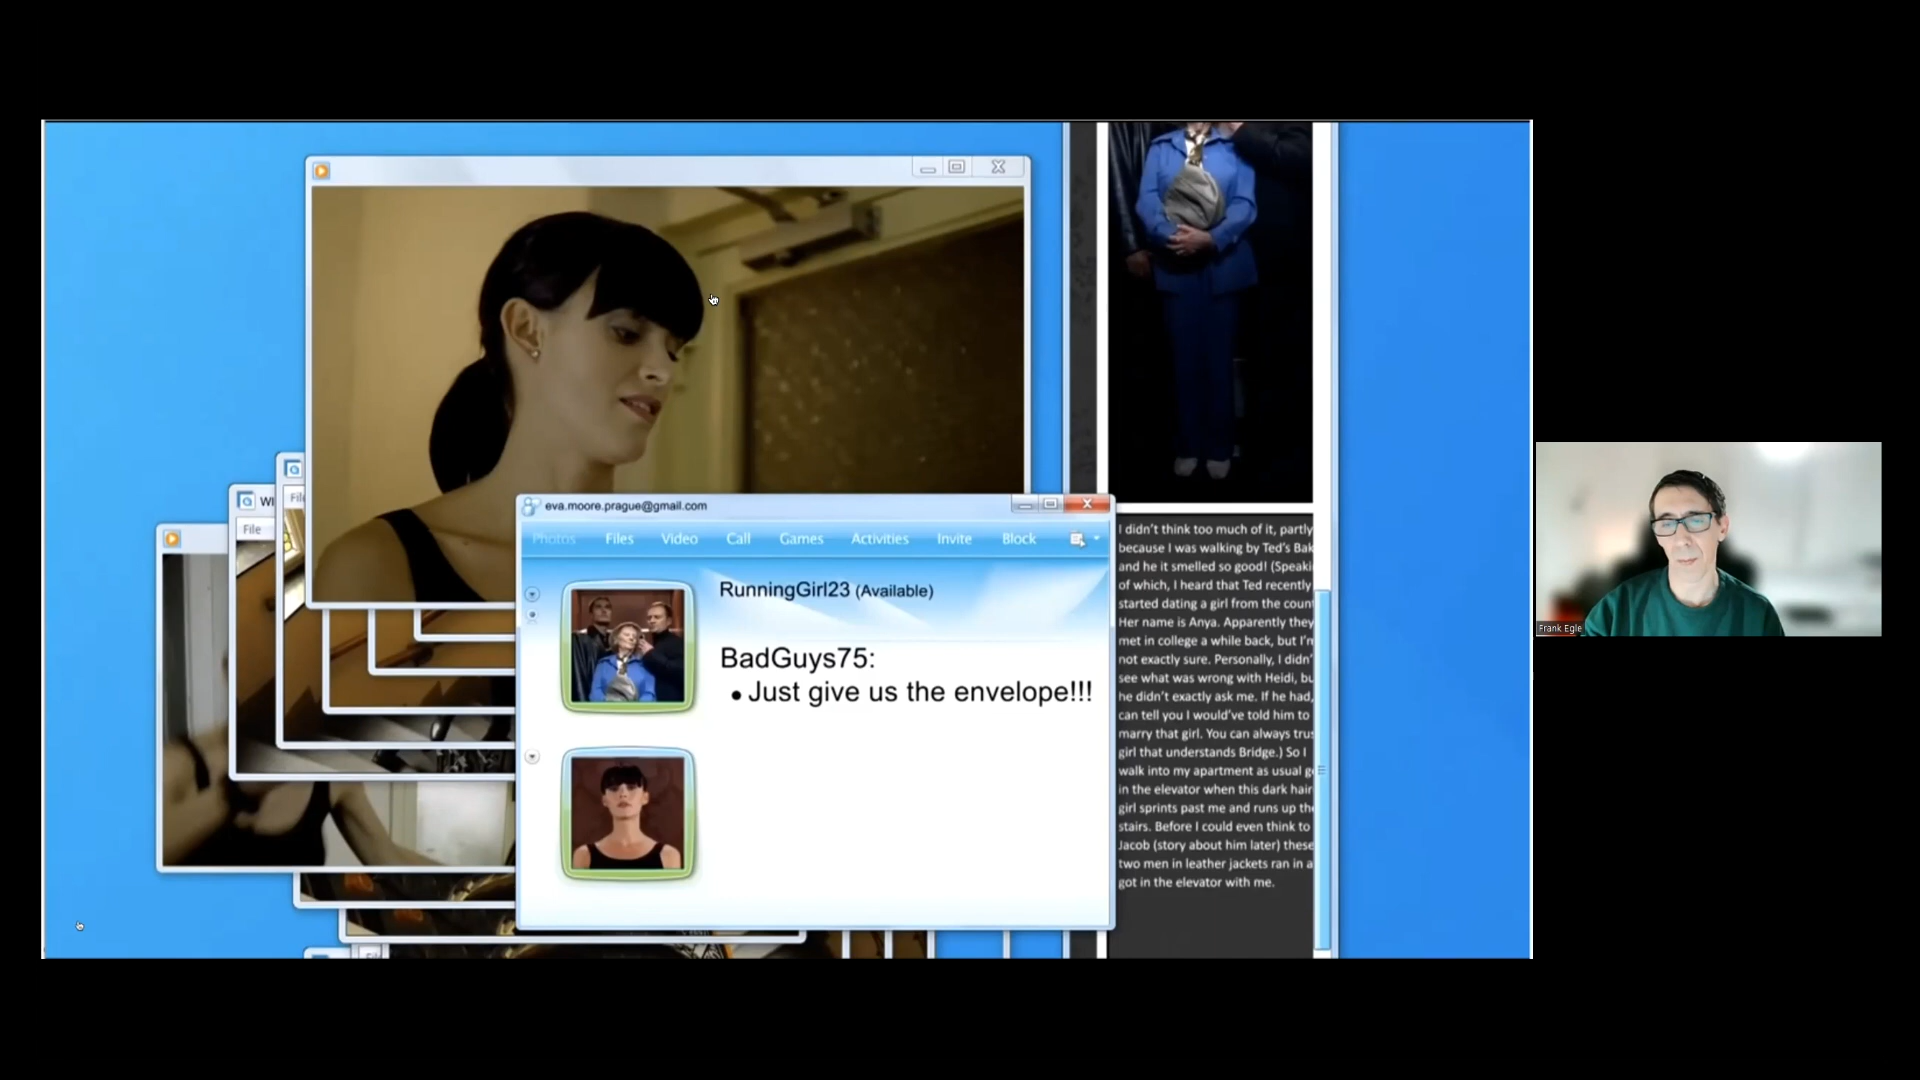 WI
File
Fil
eva.moore.prague@gmail.com
Photos Files Video Call Games Activities Invite Block
RunningGirl23 (Available)
BadGuys75:
• Just give us the envelope!!!
I didn't think too much of it, partly
because I was walking by Ted's Bak
and he it smelled so good! (Speaki
of which, I heard that Ted recently
started dating a girl from the coun
Her name is Anya. Apparently they
met in college a while back, but I'm
not exactly sure. Personally, I didn'
see what was wrong with Heidi, bu
he didn't exactly ask me. If he had,
can tell you I would've told him to
marry that girl. You can always trus
girl that understands Bridge.) So I
walk into my apartment as usual ge
in the elevator when this dark hair
girl sprints past me and runs up the
stairs. Before I could even think to
Jacob (story about him later) these
two men in leather jackets ran in a
got in the elevator with me.
Frank Egle